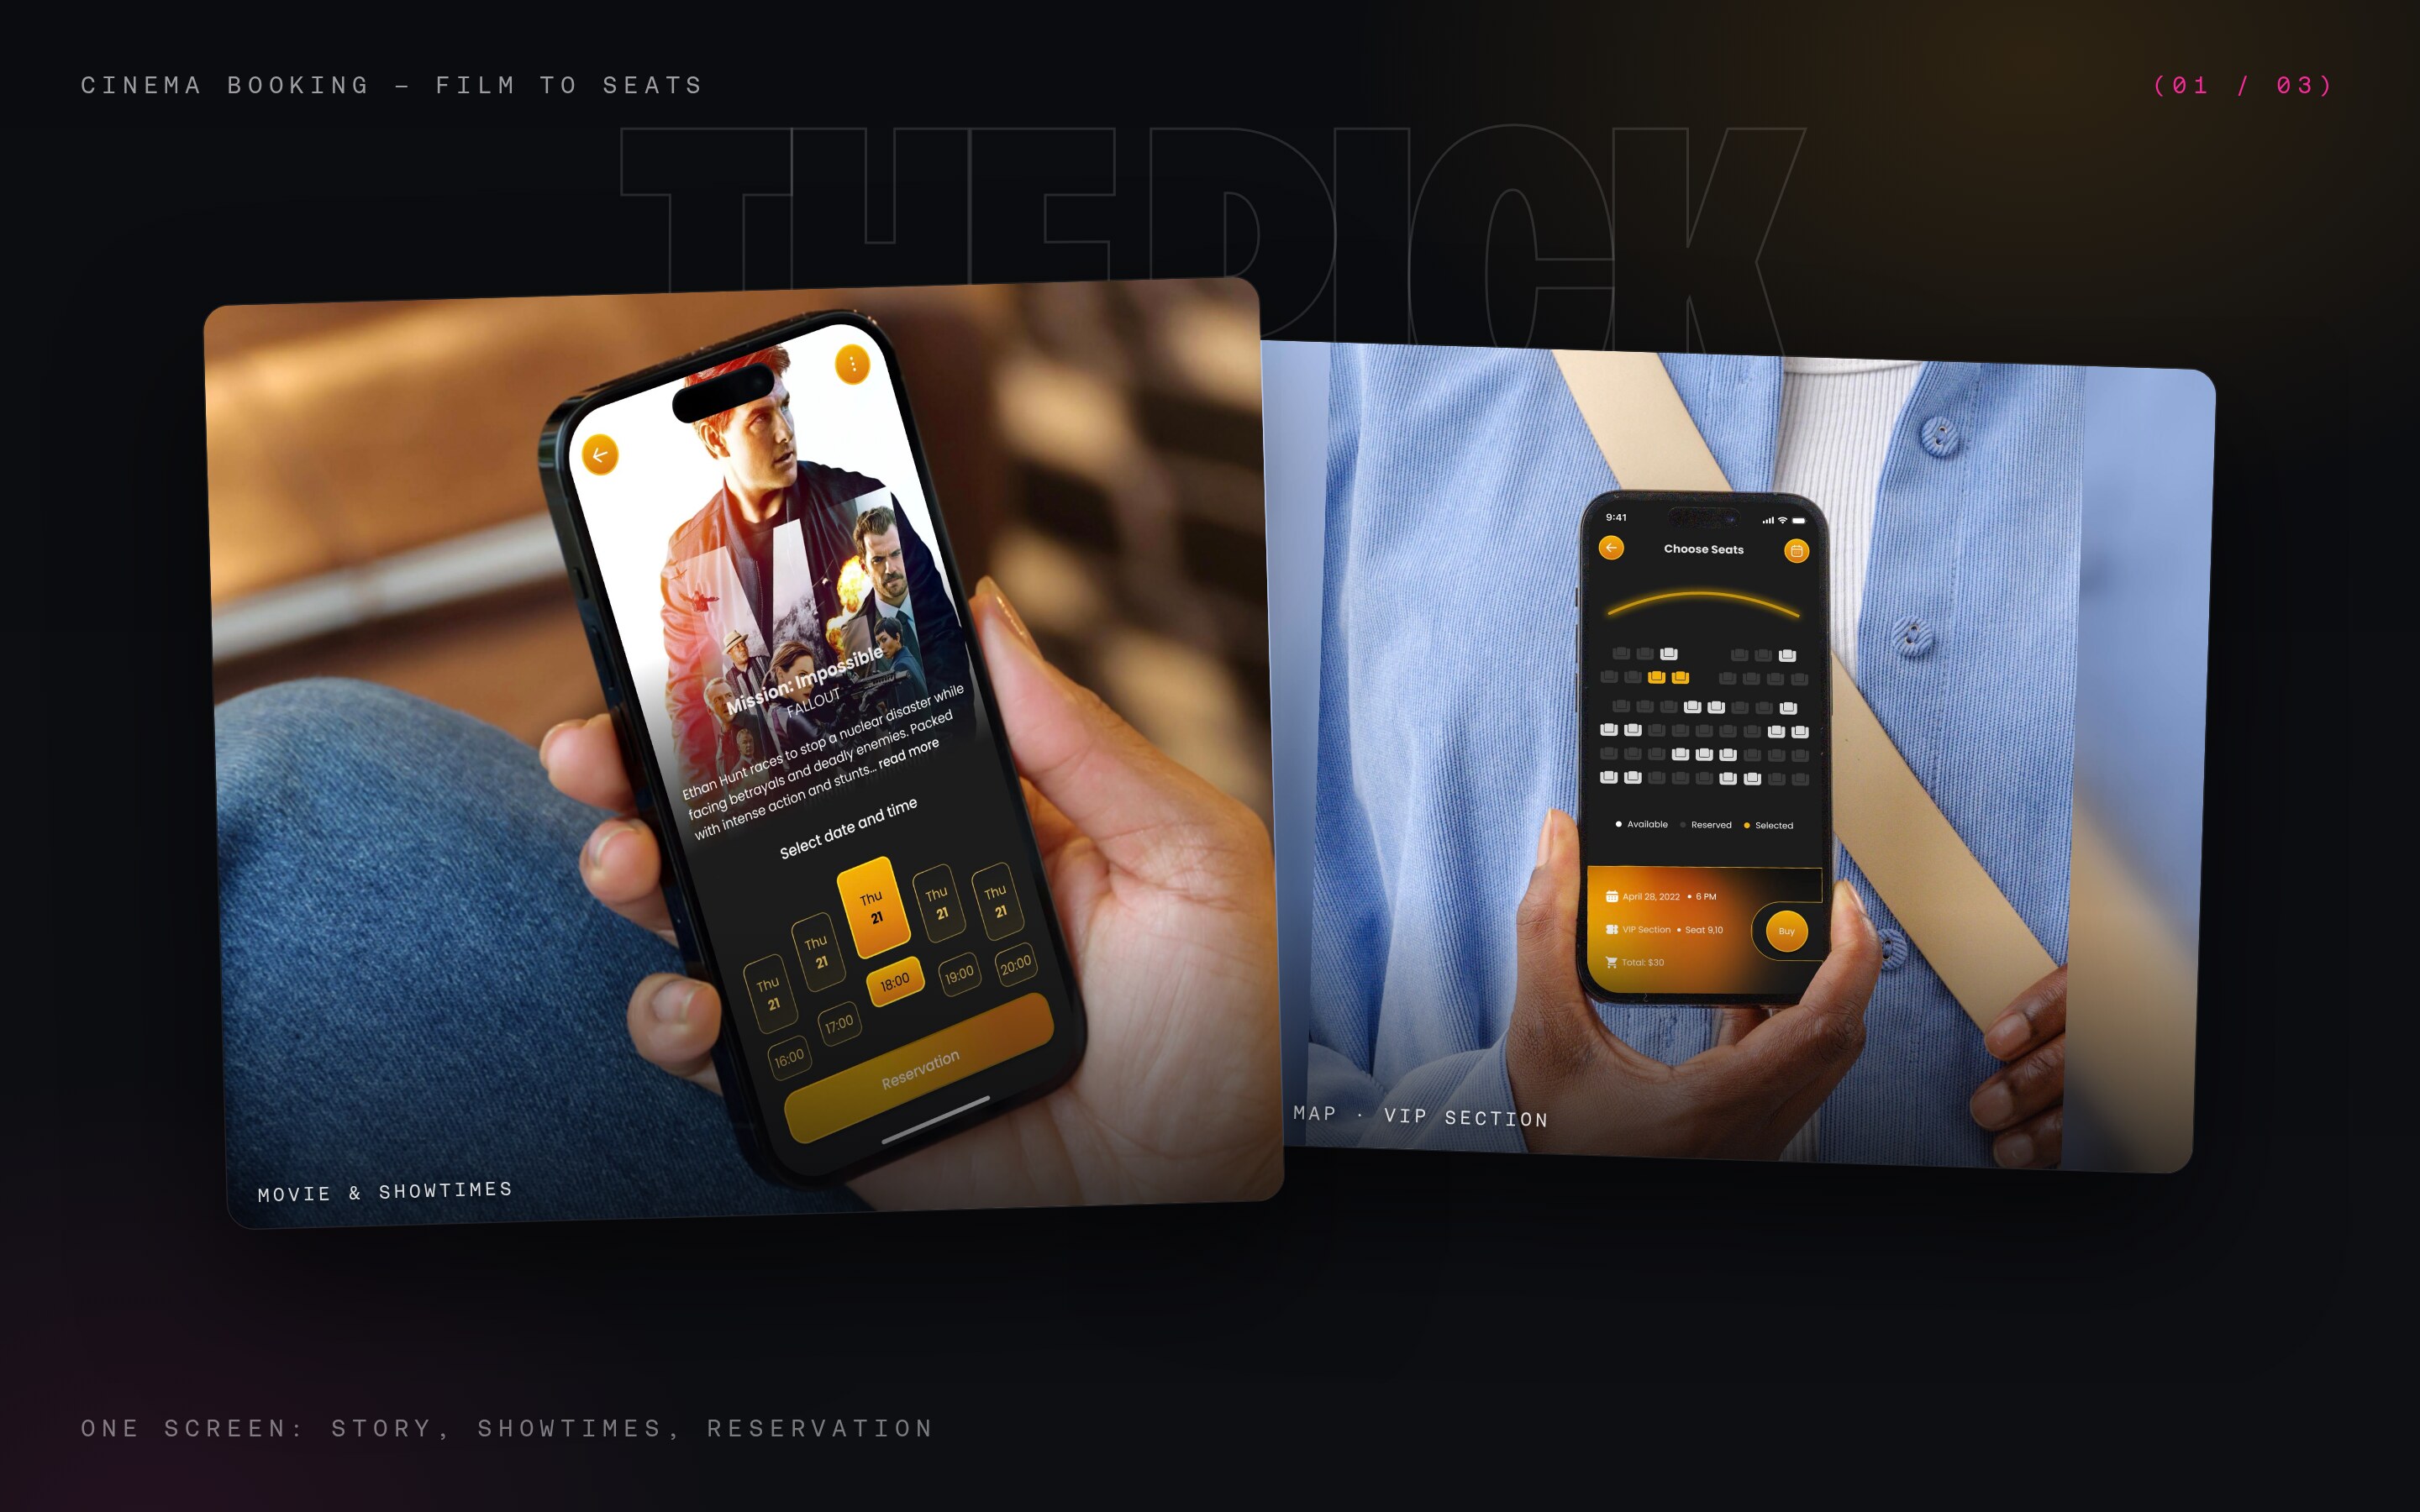 CINEMA BOOKING – FILM TO SEATS
(01 / 03)
THE PICK
Mission: Impossible
FALLOUT
Ethan Hunt races to stop a nuclear disaster while
facing betrayals and deadly enemies. Packed
with intense action and stunts... read more
Select date and time
Thu
21
Thu
21
Thu
21
Thu
21
Thu
21
16:00
17:00
18:00
19:00
20:00
Reservation
MOVIE & SHOWTIMES
9:41
Choose Seats
Available
Reserved
Selected
April 28, 2022 • 6 PM
VIP Section • Seat 9,10
Total: $30
Buy
MAP · VIP SECTION
ONE SCREEN: STORY, SHOWTIMES, RESERVATION